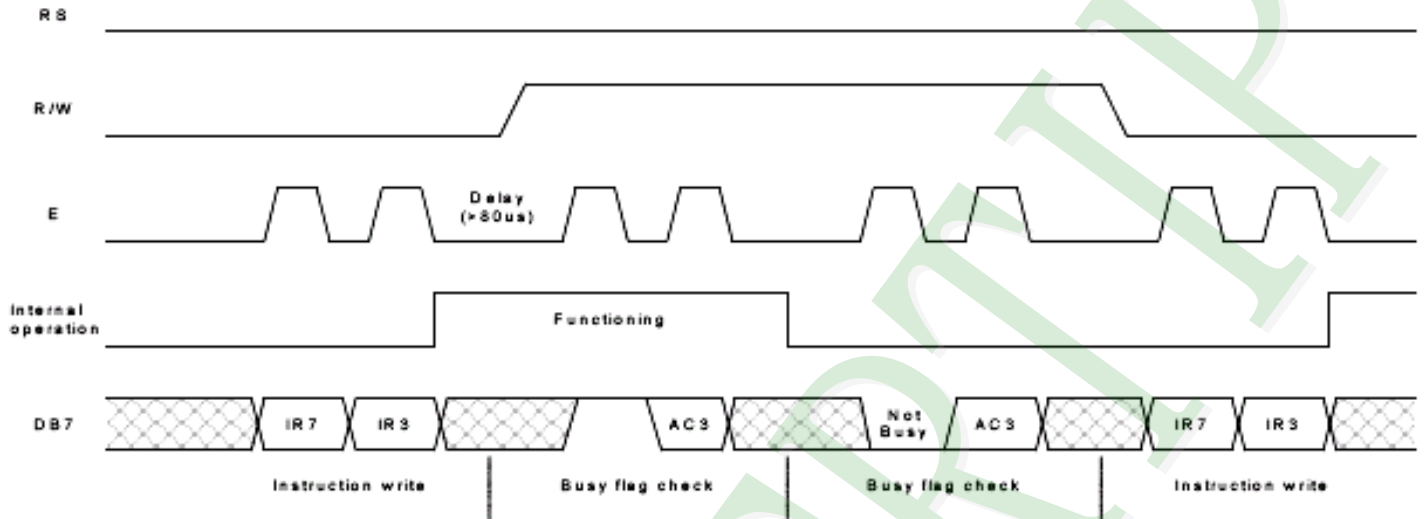 RS
R/W
E
Delay
(>80us)
Internal
operation
Functioning
DB7
IR7
IR3
AC3
Not
Busy
AC3
IR7
IR3
Instruction write
Busy flag check
Busy flag check
Instruction write